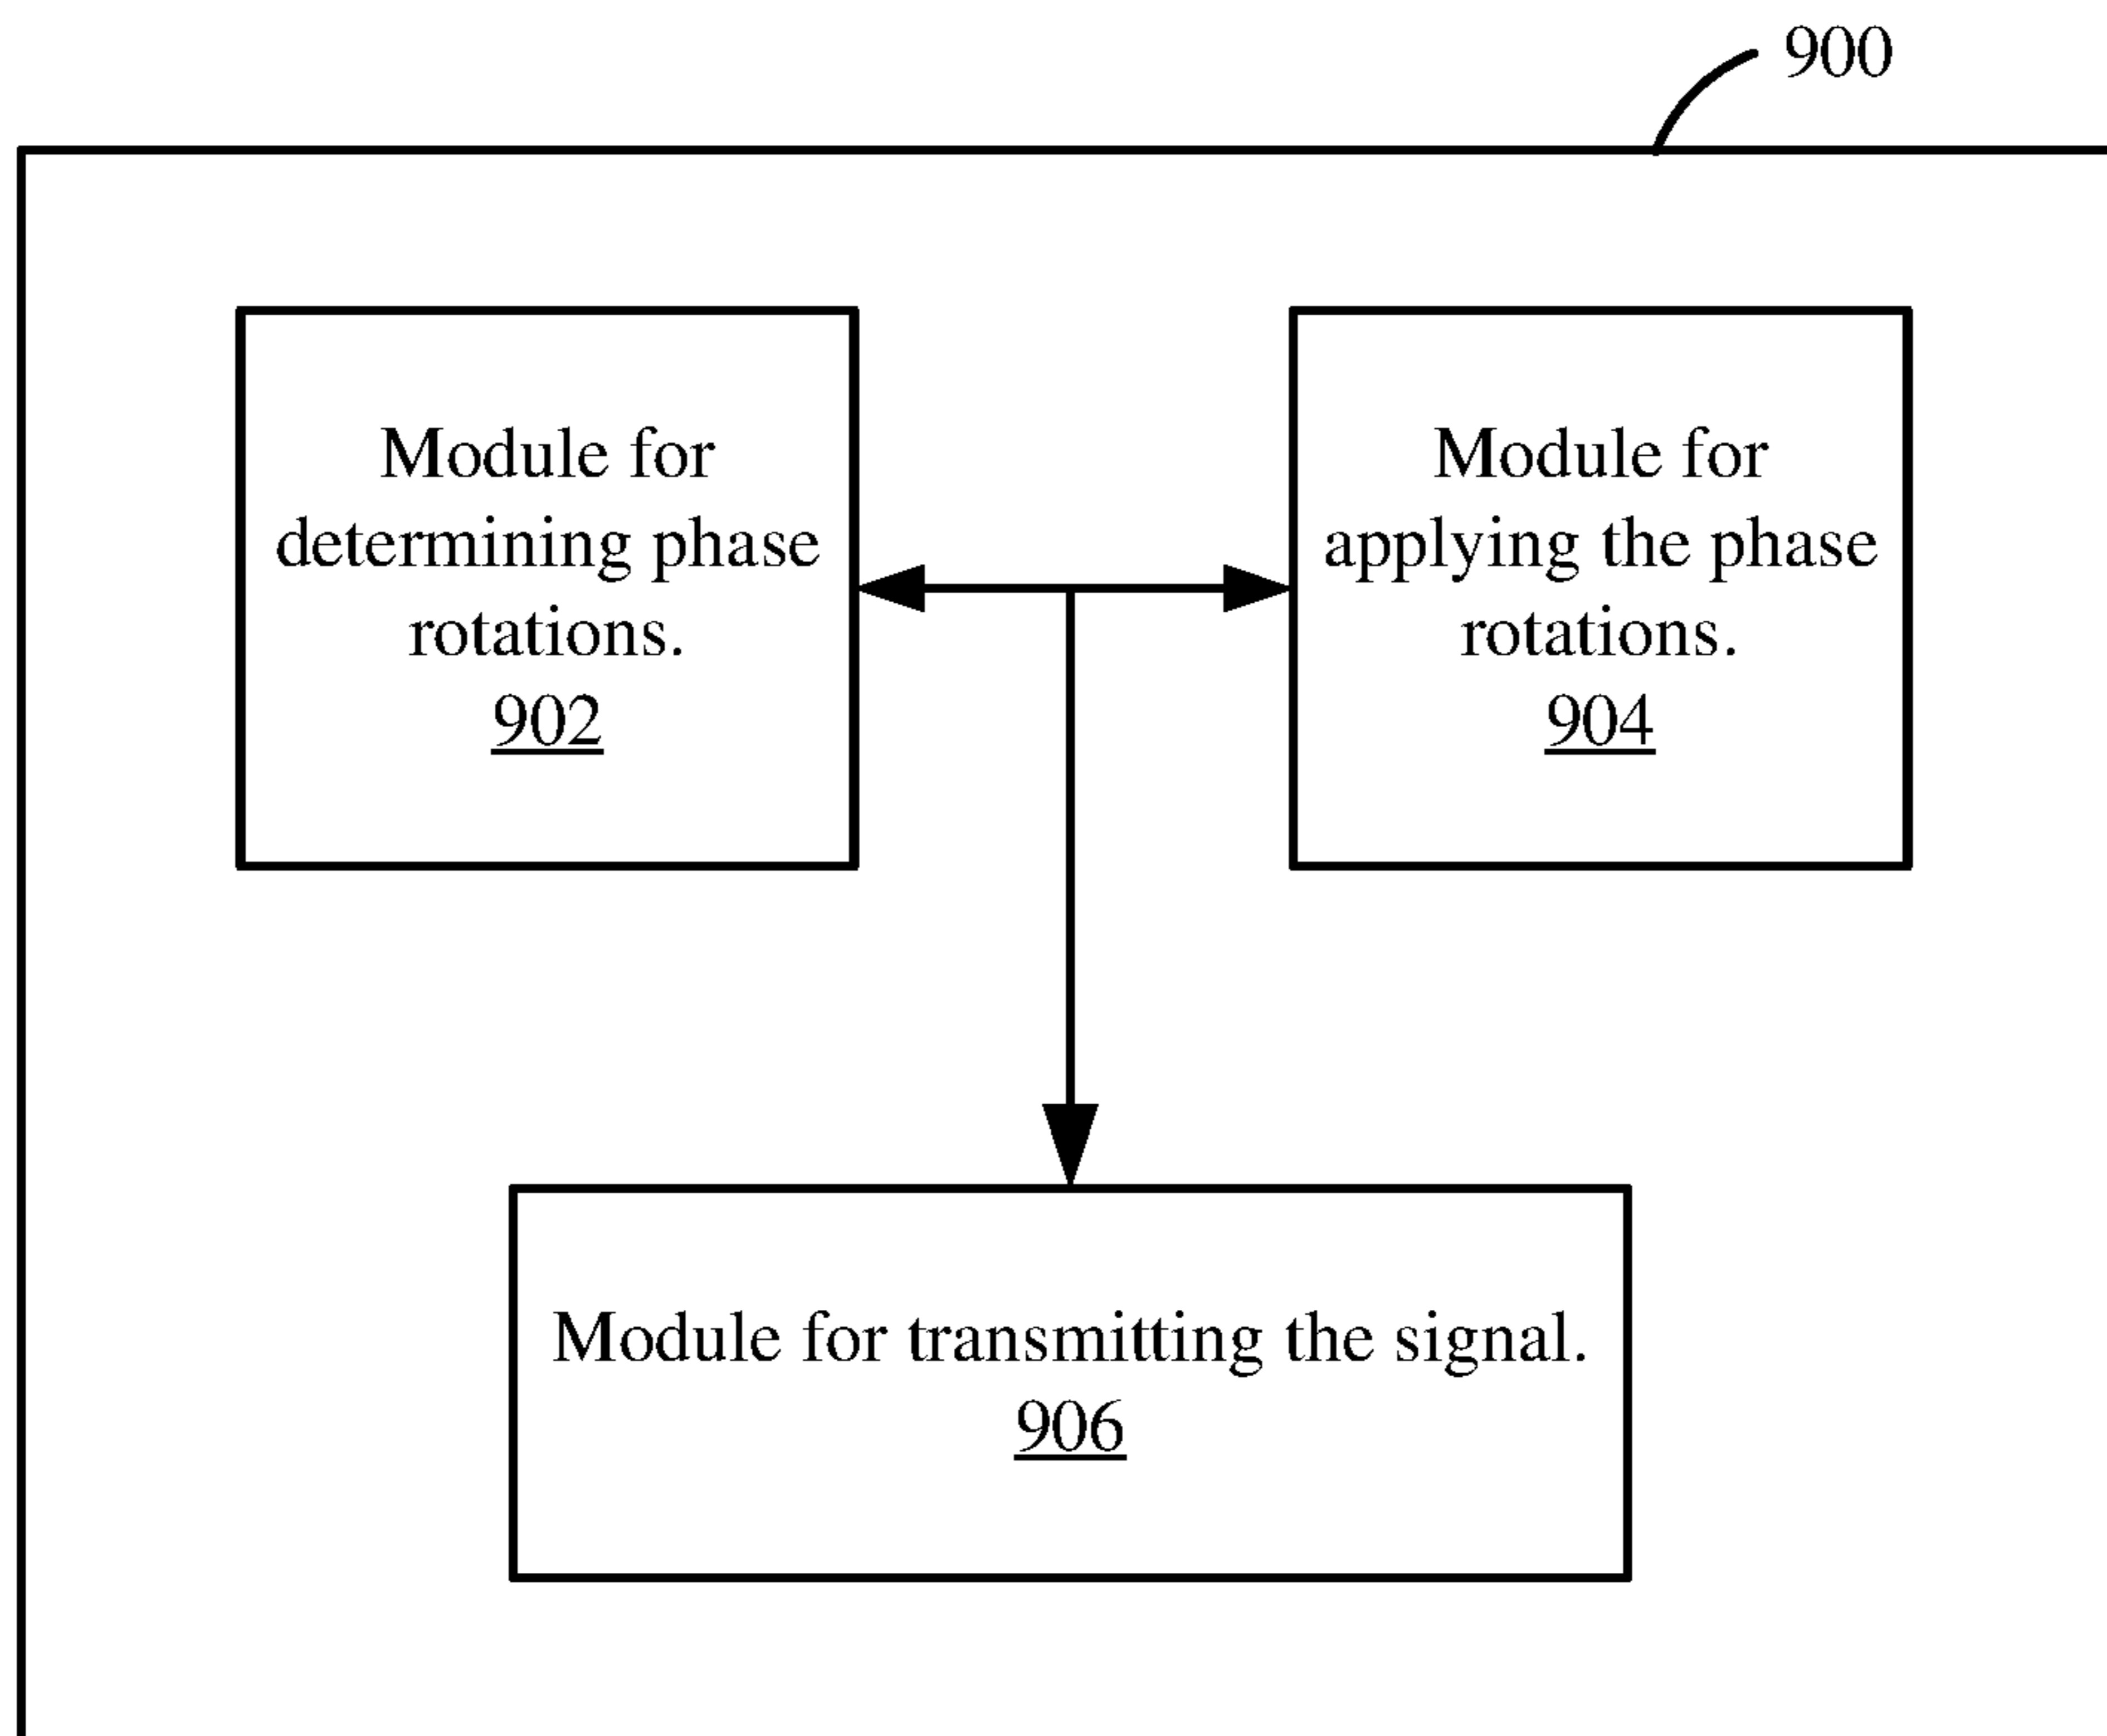 900
Module for
determining phase
rotations.
902
Module for
applying the phase
rotations.
904
Module for transmitting the signal.
906